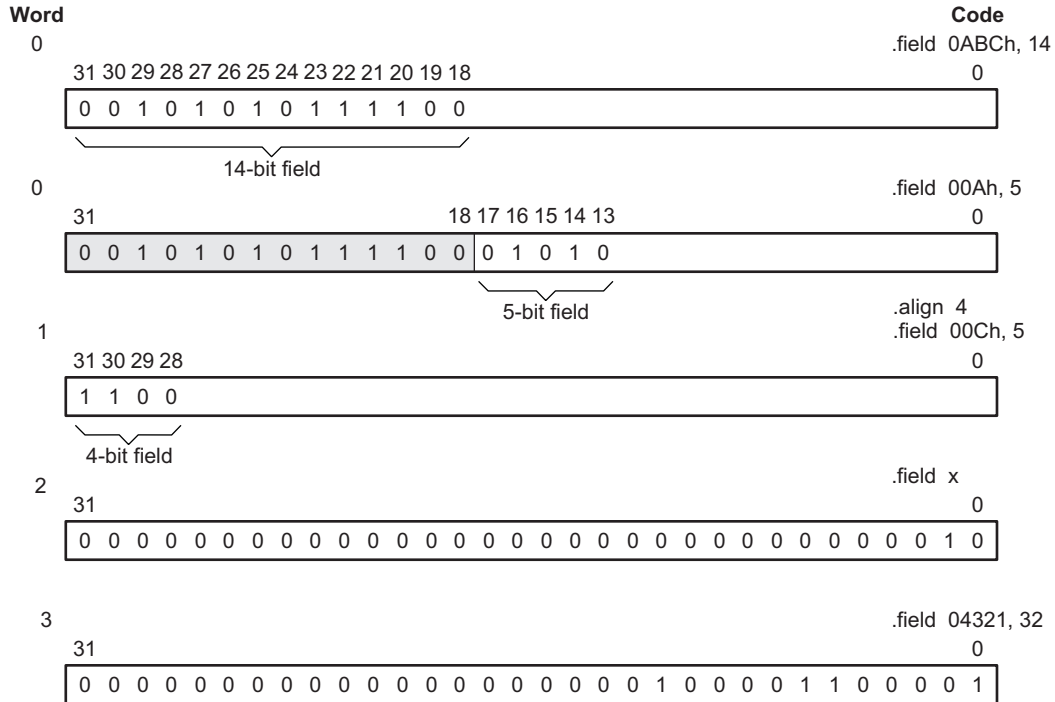 Word Code
0 .field 0ABCh, 14
31 30 29 28 27 26 25 24 23 22 21 20 19 18 0
0 0 1 0 1 0 1 0 1 1 1 1 0 0
14-bit field
0 .field 00Ah, 5
31 18 17 16 15 14 13 0
0 0 1 0 1 0 1 0 1 1 1 1 0 0 0 1 0 1 0
5-bit field
.align 4
1 .field 00Ch, 5
31 30 29 28 0
1 1 0 0
4-bit field
2 .field x
31 0
0 0 0 0 0 0 0 0 0 0 0 0 0 0 0 0 0 0 0 0 0 0 0 0 0 0 0 0 0 0 1 0
3 .field 04321, 32
31 0
0 0 0 0 0 0 0 0 0 0 0 0 0 0 0 0 0 0 0 0 1 0 0 0 0 1 1 0 0 0 0 1